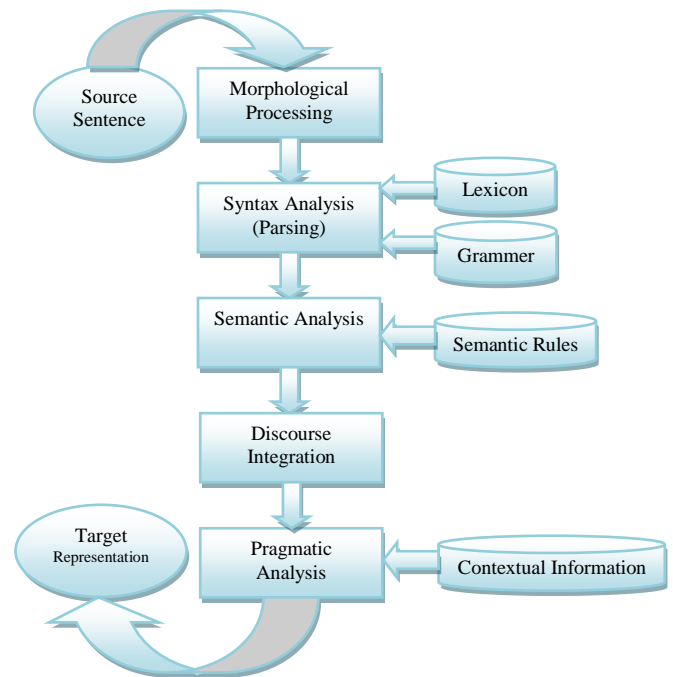 Source
Sentence
Morphological
Processing
Syntax Analysis
(Parsing)
Lexicon
Grammer
Semantic Analysis
Semantic Rules
Discourse
Integration
Target
Representation
Pragmatic
Analysis
Contextual Information